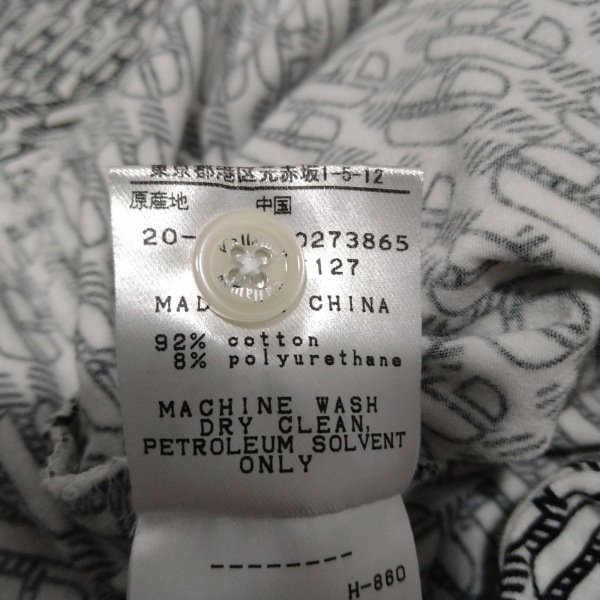 東京都港区元赤坂1-5-12
原産地 中国
20- 0273865
127
MAD CHINA
92% cotton
8% polyurethane
MACHINE WASH
DRY CLEAN,
PETROLEUM SOLVENT
ONLY
--------
H-860